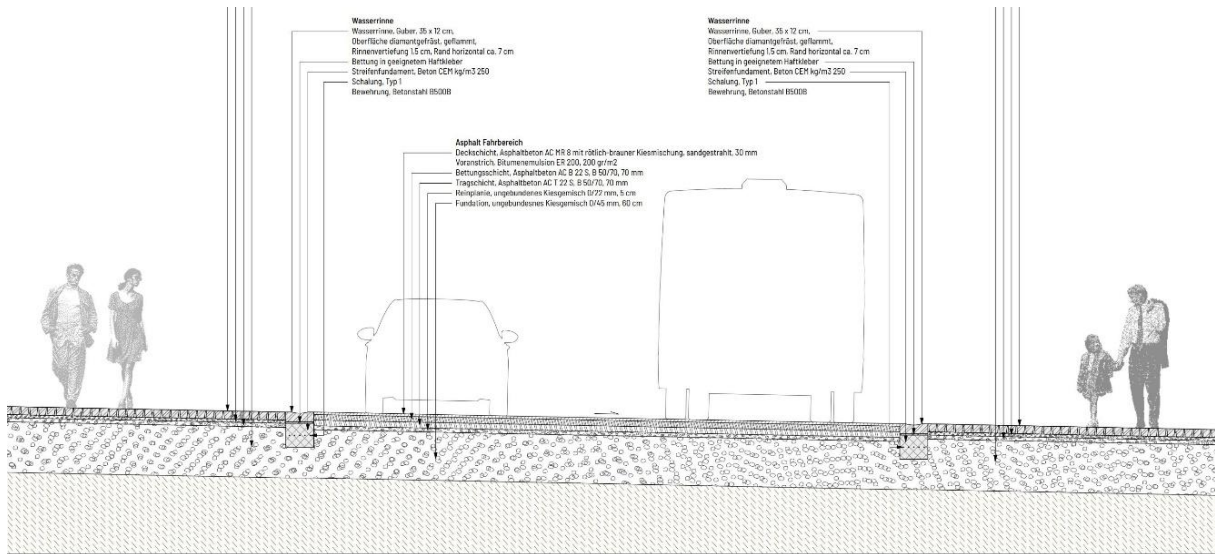 Wasserrinne
Wasserrinne, Guber, 35 x 12 cm,
Oberfläche diamantgefräst, geflammt,
Rinnenvertiefung 1.5 cm, Rand horizontal ca. 7 cm
Bettung in geeignetem Haftkleber
Streifenfundament, Beton CEM kg/m3 250
Schalung, Typ 1
Bewehrung, Betonstahl B500B
Wasserrinne
Wasserrinne, Guber, 35 x 12 cm,
Oberfläche diamantgefräst, geflammt,
Rinnenvertiefung 1.5 cm, Rand horizontal ca. 7 cm
Bettung in geeignetem Haftkleber
Streifenfundament, Beton CEM kg/m3 250
Schalung, Typ 1
Bewehrung, Betonstahl B500B
Asphalt Fahrbereich
Deckschicht, Asphaltbeton AC MR 8 mit rötlich-brauner Kiesmischung, sandgestrahlt, 30 mm
Voranstrich, Bitumenemulsion ER 200, 200 gr/m2
Bettungsschicht, Asphaltbeton AC B 22 S, B 50/70, 70 mm
Tragschicht, Asphaltbeton AC T 22 S, B 50/70, 70 mm
Reinplanie, ungebundenes Kiesgemisch 0/22 mm, 5 cm
Fundation, ungebundesnes Kiesgemisch 0/45 mm, 60 cm